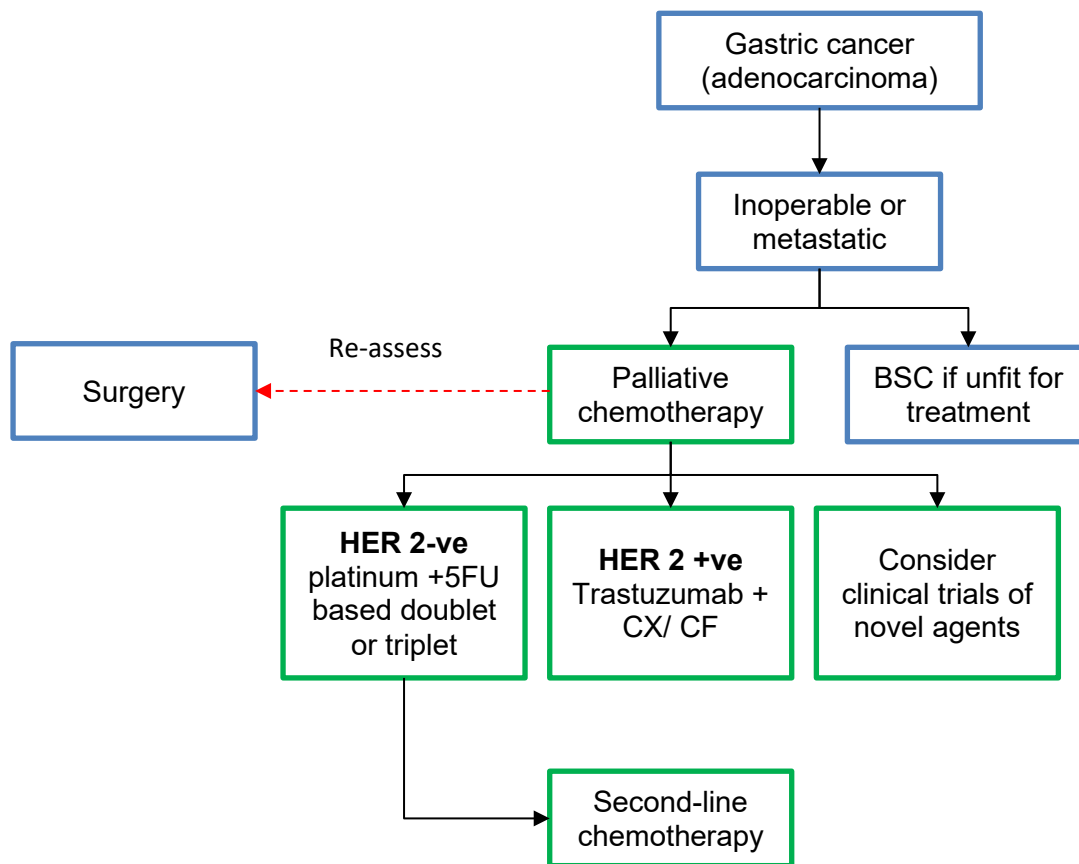 Gastric cancer
(adenocarcinoma)
Inoperable or
metastatic
Re-assess
Surgery
Palliative
chemotherapy
BSC if unfit for
treatment
HER 2-ve
platinum +5FU
based doublet
or triplet
HER 2 +ve
Trastuzumab +
CX/ CF
Consider
clinical trials of
novel agents
Second-line
chemotherapy